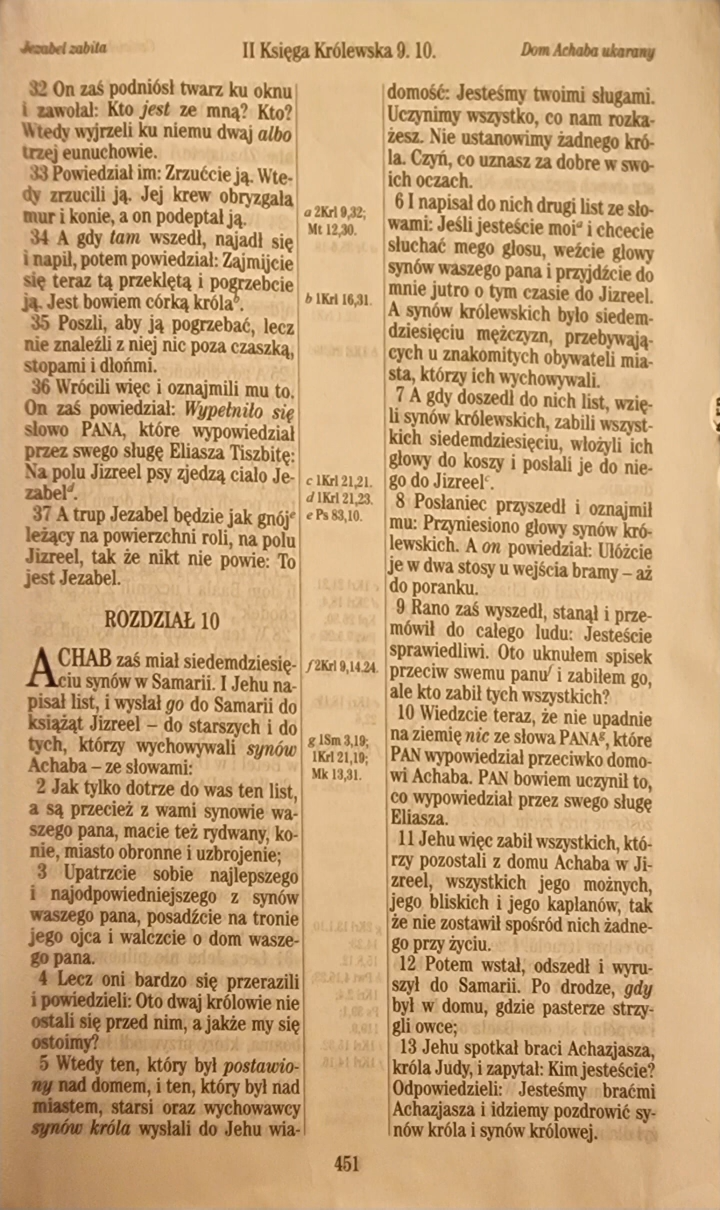 Jezabel zabita
II Księga Królewska 9. 10.
Dom Achaba ukarany
32 On zaś podniósł twarz ku oknu
i zawołał: Kto jest ze mną? Kto?
Wtedy wyjrzeli ku niemu dwaj albo
trzej eunuchowie.
33 Powiedział im: Zrzućcie ją. Wte-
dy zrzucili ją. Jej krew obryzgała
mur i konie, a on podeptał ją.
34 A gdy tam wszedł, najadł się
i napił, potem powiedział: Zajmijcie
się teraz tą przeklętą i pogrzebcie
ją. Jest bowiem córką królaᵇ.
35 Poszli, aby ją pogrzebać, lecz
nie znaleźli z niej nic poza czaszką,
stopami i dłońmi.
36 Wrócili więc i oznajmili mu to.
On zaś powiedział: Wypełniło się
słowo PANA, które wypowiedział
przez swego sługę Eliasza Tiszbitę:
Na polu Jizreel psy zjedzą ciało Je-
zabelᵈ.
37 A trup Jezabel będzie jak gnójᵉ
leżący na powierzchni roli, na polu
Jizreel, tak że nikt nie powie: To
jest Jezabel.
ROZDZIAŁ 10
ACHAB zaś miał siedemdziesię-
ciu synów w Samarii. I Jehu na-
pisał list, i wysłał go do Samarii do
książąt Jizreel – do starszych i do
tych, którzy wychowywali synów
Achaba – ze słowami:
2 Jak tylko dotrze do was ten list,
a są przecież z wami synowie wa-
szego pana, macie też rydwany, ko-
nie, miasto obronne i uzbrojenie;
3 Upatrzcie sobie najlepszego
i najodpowiedniejszego z synów
waszego pana, posadźcie na tronie
jego ojca i walczcie o dom wasze-
go pana.
4 Lecz oni bardzo się przerazili
i powiedzieli: Oto dwaj królowie nie
ostali się przed nim, a jakże my się
ostoimy?
5 Wtedy ten, który był postawio-
ny nad domem, i ten, który był nad
miastem, starsi oraz wychowawcy
synów króla wysłali do Jehu wia-
a 2Krl 9,32;
Mt 12,30.
b 1Krl 16,31.
c 1Krl 21,21.
d 1Krl 21,23.
e Ps 83,10.
f 2Krl 9,14.24.
g 1Sm 3,19;
1Krl 21,19;
Mk 13,31.
domość: Jesteśmy twoimi sługami.
Uczynimy wszystko, co nam rozka-
żesz. Nie ustanowimy żadnego kró-
la. Czyń, co uznasz za dobre w swo-
ich oczach.
6 I napisał do nich drugi list ze sło-
wami: Jeśli jesteście moiᵃ i chcecie
słuchać mego głosu, weźcie głowy
synów waszego pana i przyjdźcie do
mnie jutro o tym czasie do Jizreel.
A synów królewskich było siedem-
dziesięciu mężczyzn, przebywają-
cych u znakomitych obywateli mia-
sta, którzy ich wychowywali.
7 A gdy doszedł do nich list, wzię-
li synów królewskich, zabili wszyst-
kich siedemdziesięciu, włożyli ich
głowy do koszy i posłali je do nie-
go do Jizreelᶜ.
8 Posłaniec przyszedł i oznajmił
mu: Przyniesiono głowy synów kró-
lewskich. A on powiedział: Ułóżcie
je w dwa stosy u wejścia bramy – aż
do poranku.
9 Rano zaś wyszedł, stanął i prze-
mówił do całego ludu: Jesteście
sprawiedliwi. Oto uknułem spisek
przeciw swemu panuᶠ i zabiłem go,
ale kto zabił tych wszystkich?
10 Wiedzcie teraz, że nie upadnie
na ziemię nic ze słowa PANAᵍ, które
PAN wypowiedział przeciwko domo-
wi Achaba. PAN bowiem uczynił to,
co wypowiedział przez swego sługę
Eliasza.
11 Jehu więc zabił wszystkich, któ-
rzy pozostali z domu Achaba w Ji-
zreel, wszystkich jego możnych,
jego bliskich i jego kapłanów, tak
że nie zostawił spośród nich żadne-
go przy życiu.
12 Potem wstał, odszedł i wyru-
szył do Samarii. Po drodze, gdy
był w domu, gdzie pasterze strzy-
gli owce;
13 Jehu spotkał braci Achazjasza,
króla Judy, i zapytał: Kim jesteście?
Odpowiedzieli: Jesteśmy braćmi
Achazjasza i idziemy pozdrowić sy-
nów króla i synów królowej.
451